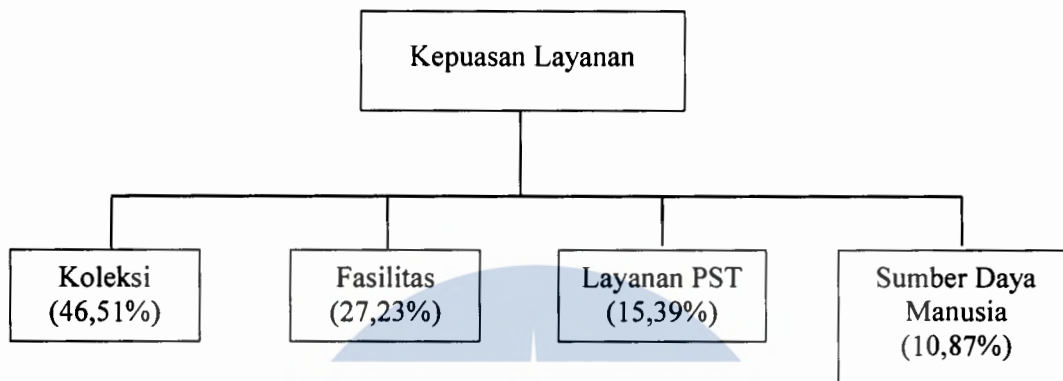 Kepuasan Layanan
Koleksi
(46,51%)
Fasilitas
(27,23%)
Layanan PST
(15,39%)
Sumber Daya
Manusia
(10,87%)